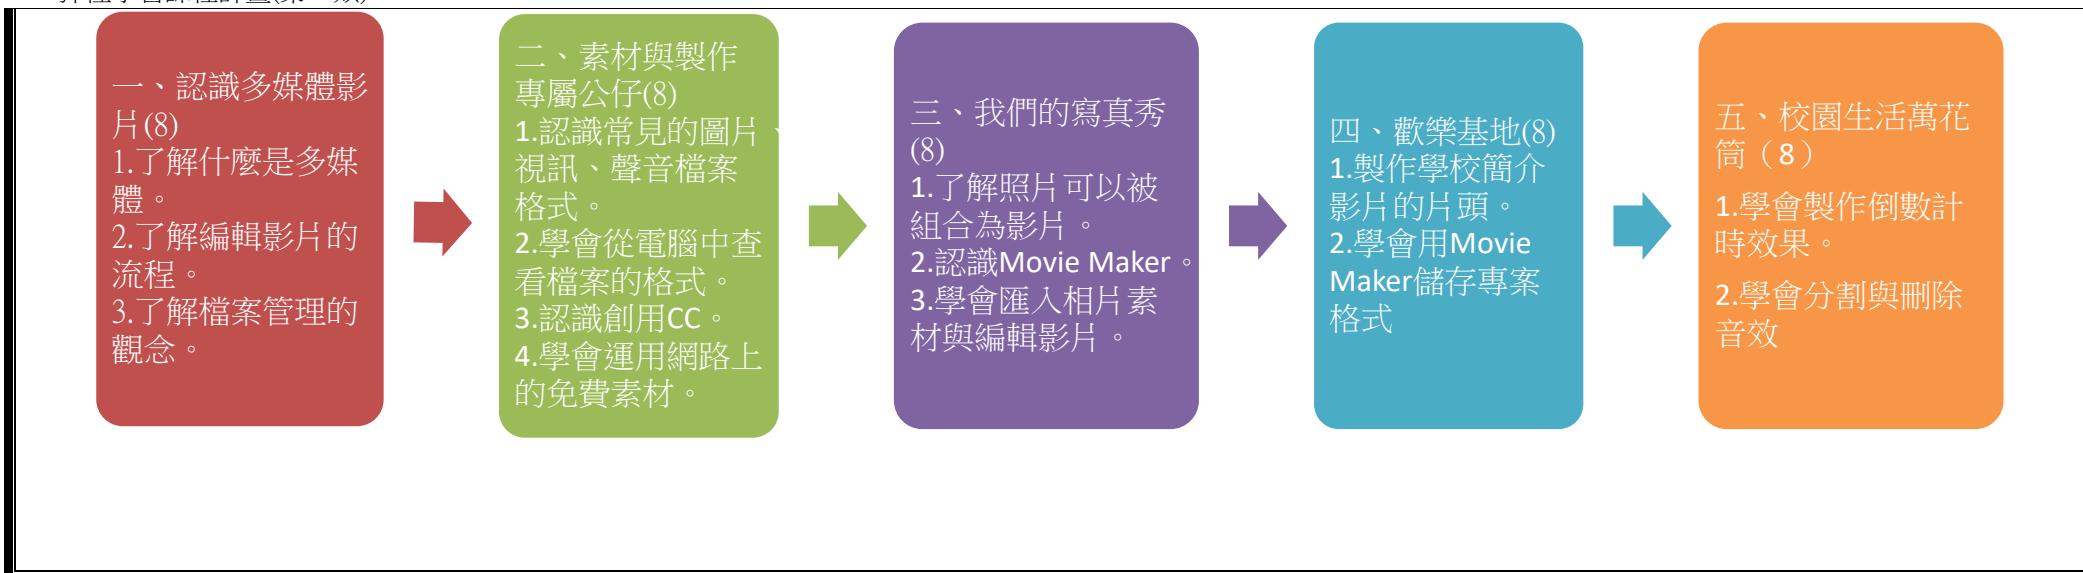 一、認識多媒體影
片(8)
1.了解什麼是多媒
體。
2.了解編輯影片的
流程。
3.了解檔案管理的
觀念。
二、素材與製作
專屬公仔(8)
1.認識常見的圖片、
視訊、聲音檔案
格式。
2.學會從電腦中查
看檔案的格式。
3.認識創用CC。
4.學會運用網路上
的免費素材。
三、我們的寫真秀
(8)
1.了解照片可以被
組合為影片。
2.認識Movie Maker。
3.學會匯入相片素
材與編輯影片。
四、歡樂基地(8)
1.製作學校簡介
影片的片頭。
2.學會用Movie
Maker儲存專案
格式
五、校園生活萬花
筒（8）
1.學會製作倒數計
時效果。
2.學會分割與刪除
音效